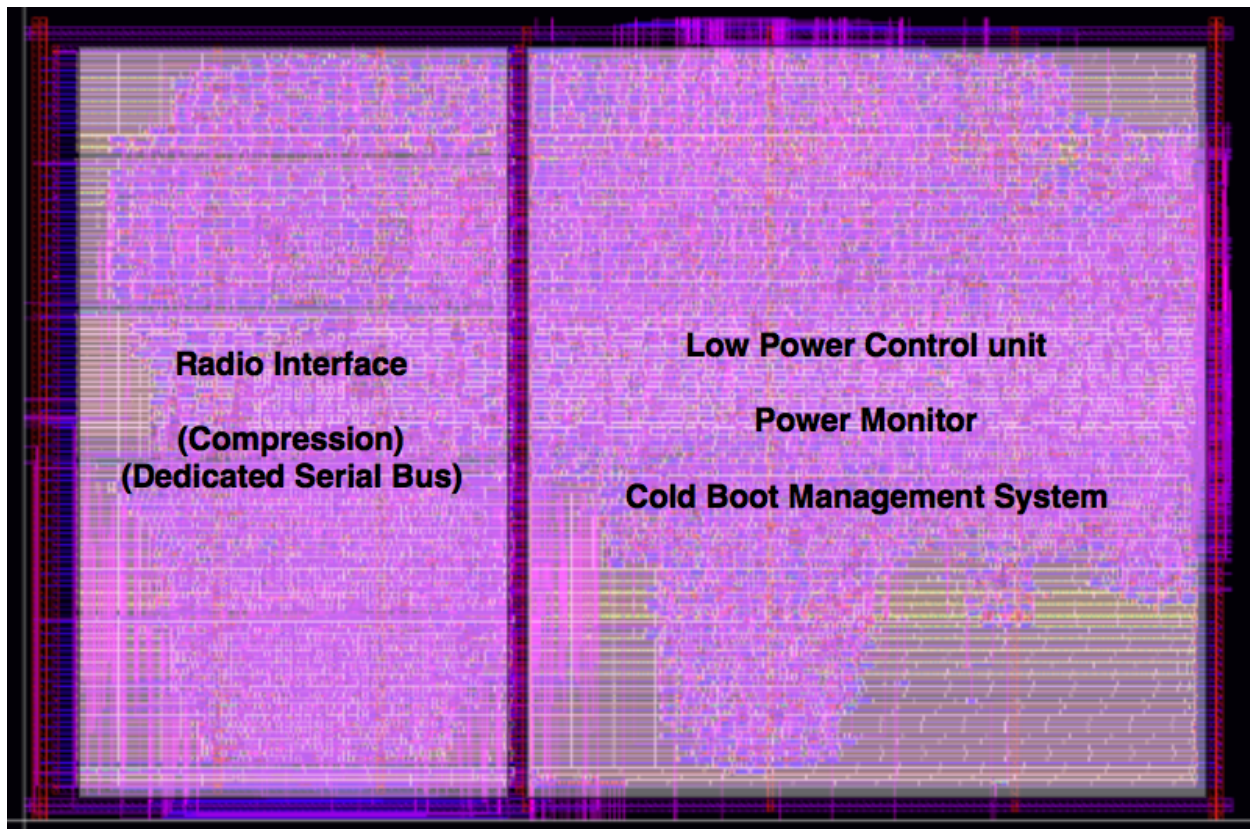 Radio Interface
(Compression)
(Dedicated Serial Bus)
Low Power Control unit
Power Monitor
Cold Boot Management System